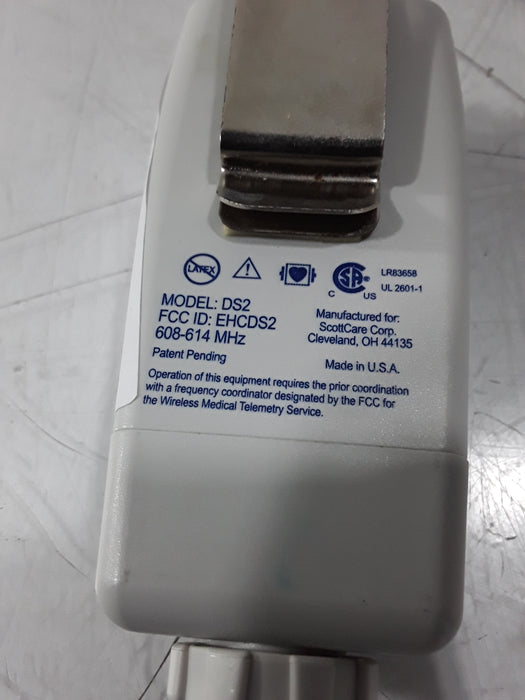 LATEX
CSA®
C US
LR83658
UL 2601-1
MODEL: DS2
FCC ID: EHCDS2
608-614 MHz
Patent Pending
Manufactured for:
ScottCare Corp.
Cleveland, OH 44135
Made in U.S.A.
Operation of this equipment requires the prior coordination
with a frequency coordinator designated by the FCC for
the Wireless Medical Telemetry Service.